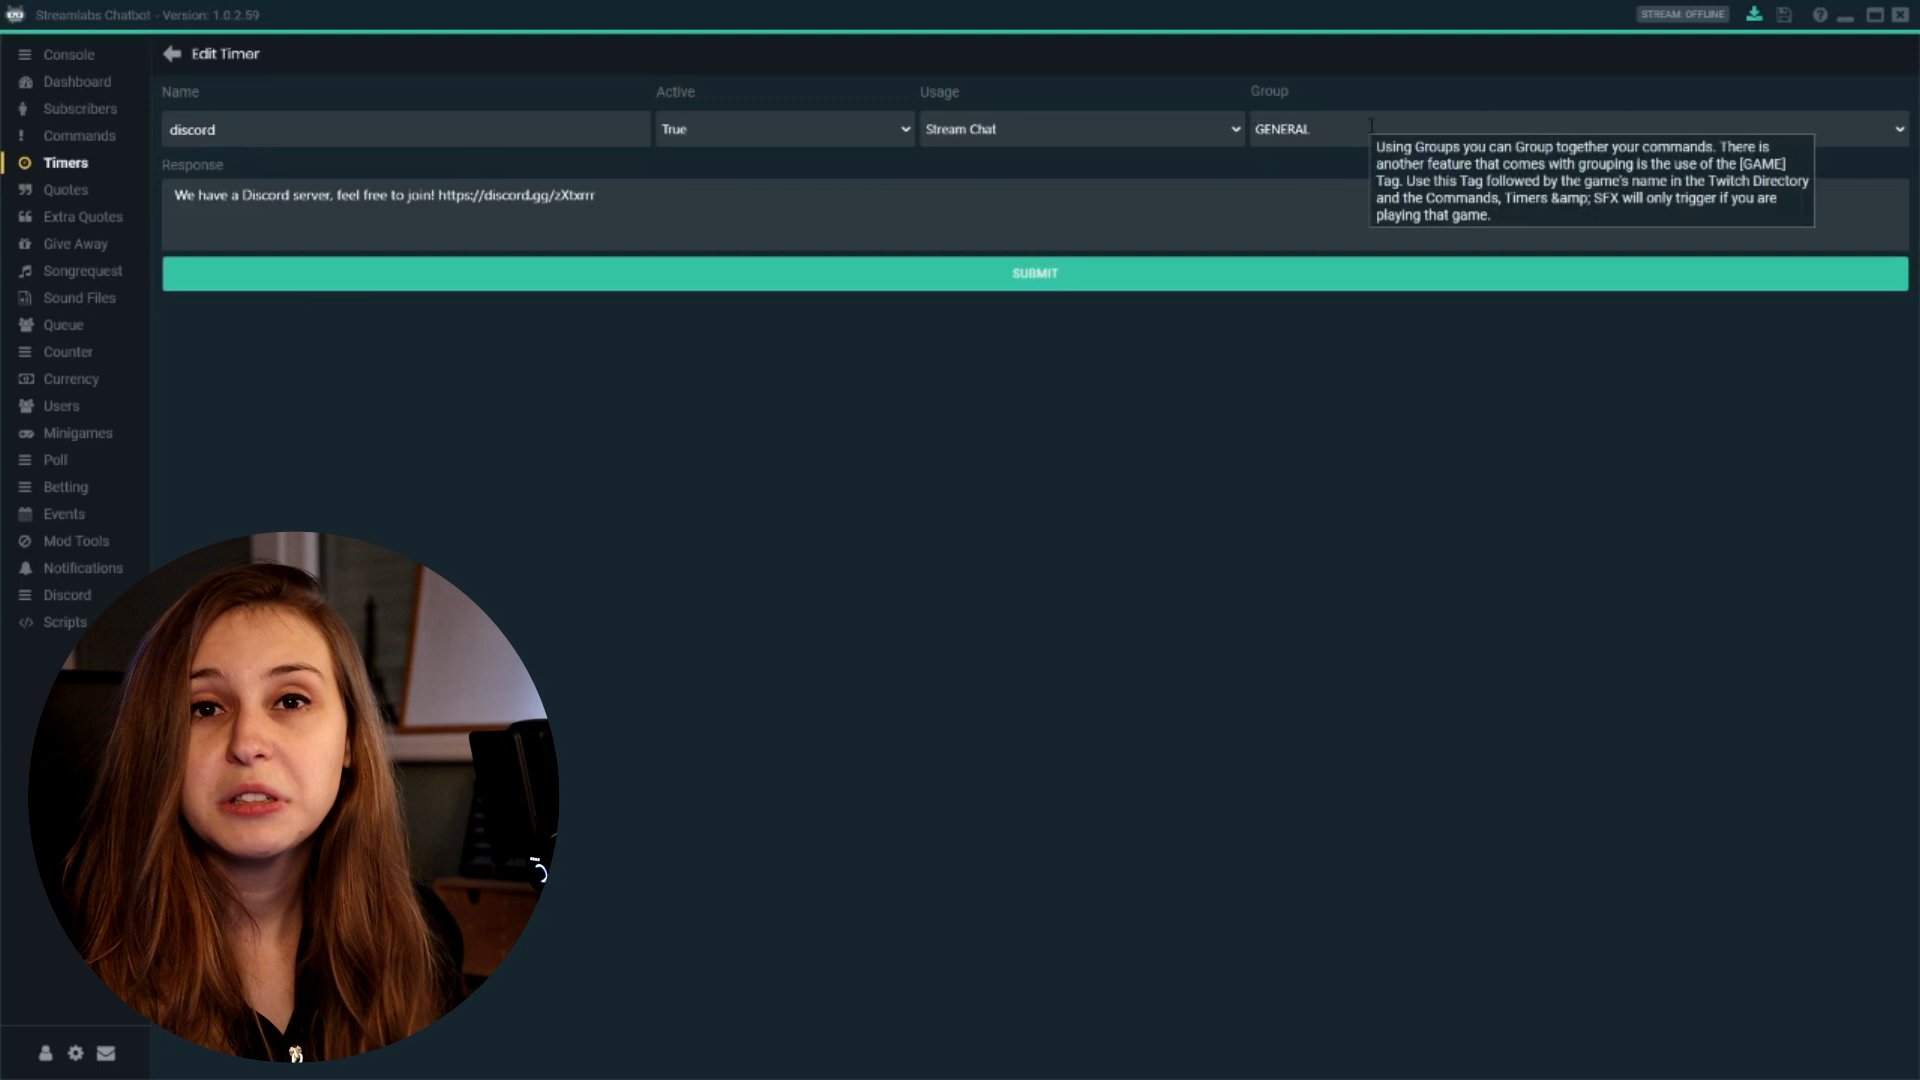 Streamlabs Chatbot - Version: 1.0.2.59
STREAM: OFFLINE
Console
Dashboard
Subscribers
Commands
Timers
Quotes
Extra Quotes
Give Away
Songrequest
Sound Files
Queue
Counter
Currency
Users
Minigames
Poll
Betting
Events
Mod Tools
Notifications
Discord
Scripts
Edit Timer
Name
Active
Usage
Group
discord
True
Stream Chat
GENERAL
Using Groups you can Group together your commands. There is
another feature that comes with grouping is the use of the [GAME]
Tag. Use this Tag followed by the game's name in the Twitch Directory
and the Commands, Timers &amp; SFX will only trigger if you are
playing that game.
Response
We have a Discord server, feel free to join! https://discord.gg/zXtxrrr
SUBMIT